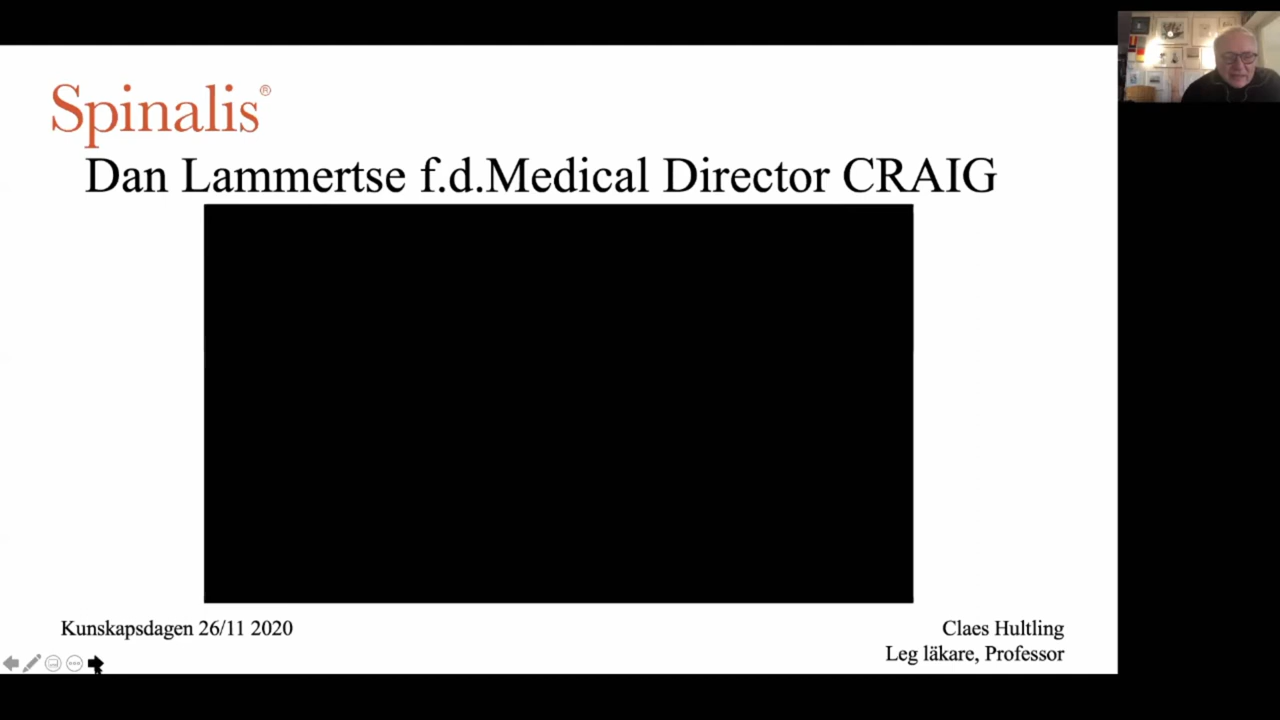 Spinalis®
Dan Lammertse f.d.Medical Director CRAIG
Kunskapsdagen 26/11 2020
Claes Hultling
Leg läkare, Professor